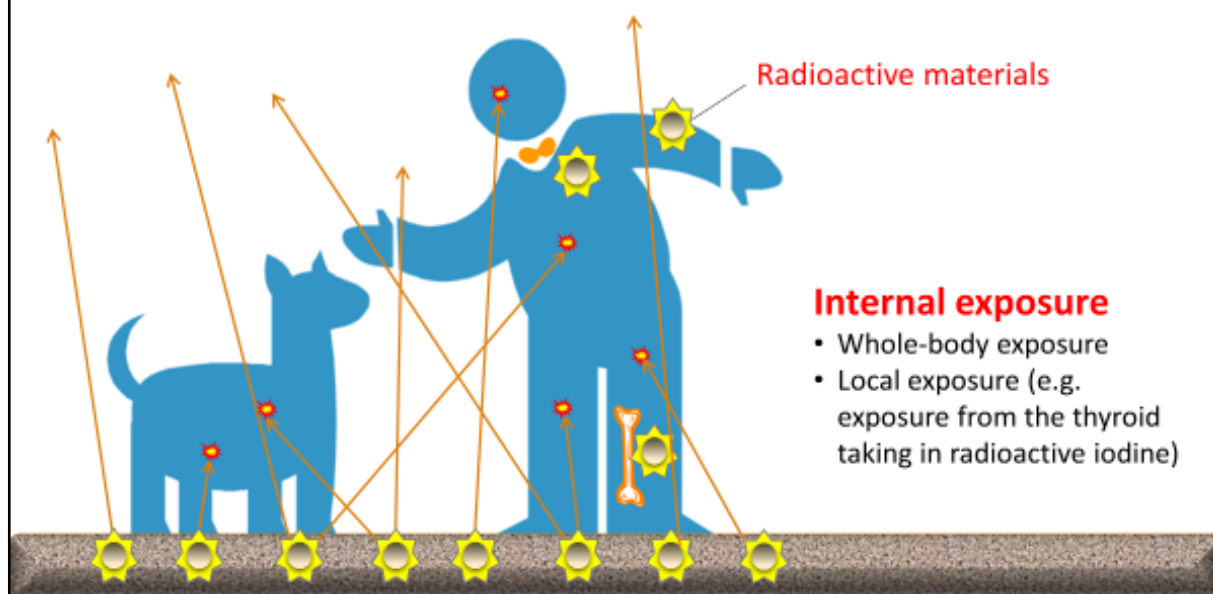 Radioactive materials
Internal exposure
• Whole-body exposure
• Local exposure (e.g.
exposure from the thyroid
taking in radioactive iodine)